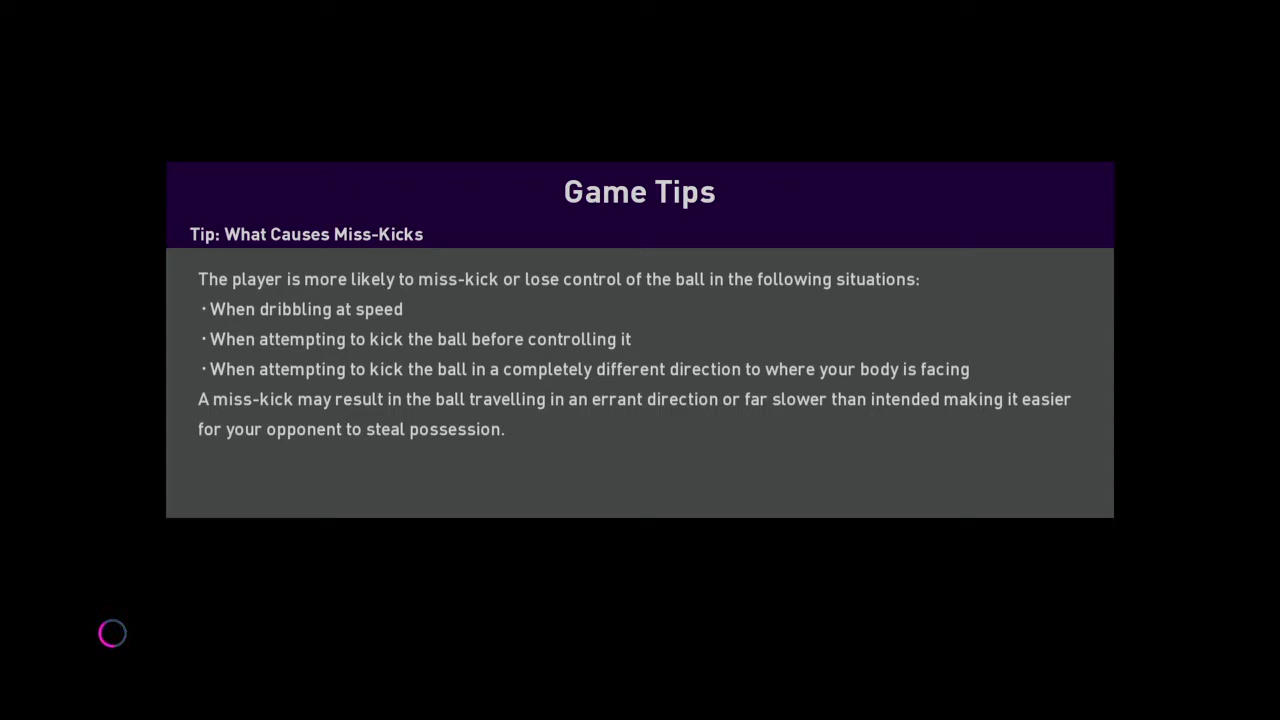 Game Tips
Tip: What Causes Miss-Kicks
The player is more likely to miss-kick or lose control of the ball in the following situations:
・When dribbling at speed
・When attempting to kick the ball before controlling it
・When attempting to kick the ball in a completely different direction to where your body is facing
A miss-kick may result in the ball travelling in an errant direction or far slower than intended making it easier
for your opponent to steal possession.